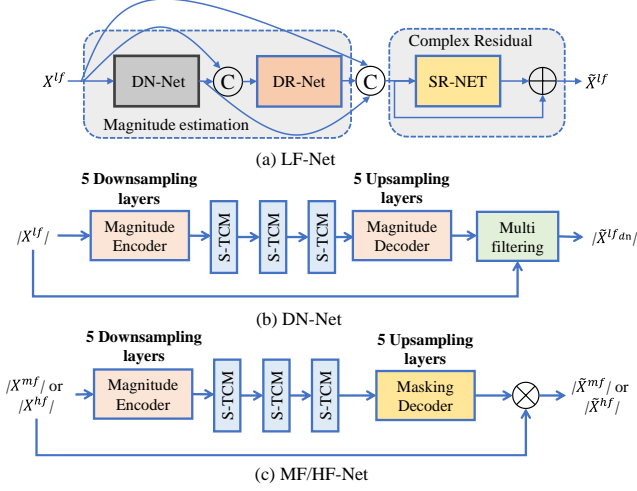 Complex Residual
X^lf
DN-Net
C
DR-Net
C
SR-NET
X̃^lf
Magnitude estimation
(a) LF-Net
5 Downsampling
layers
5 Upsampling
layers
|X^lf|
Magnitude
Encoder
S-TCM
S-TCM
S-TCM
Magnitude
Decoder
Multi
filtering
|X̃^lf_dn|
(b) DN-Net
5 Downsampling
layers
5 Upsampling
layers
|X^mf| or
|X^hf|
Magnitude
Encoder
S-TCM
S-TCM
S-TCM
Masking
Decoder
|X̃^mf| or
|X̃^hf|
(c) MF/HF-Net